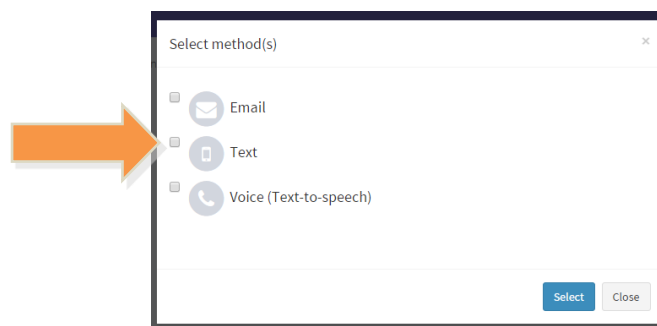 Select method(s) ×
Email
Text
Voice (Text-to-speech)
Select Close